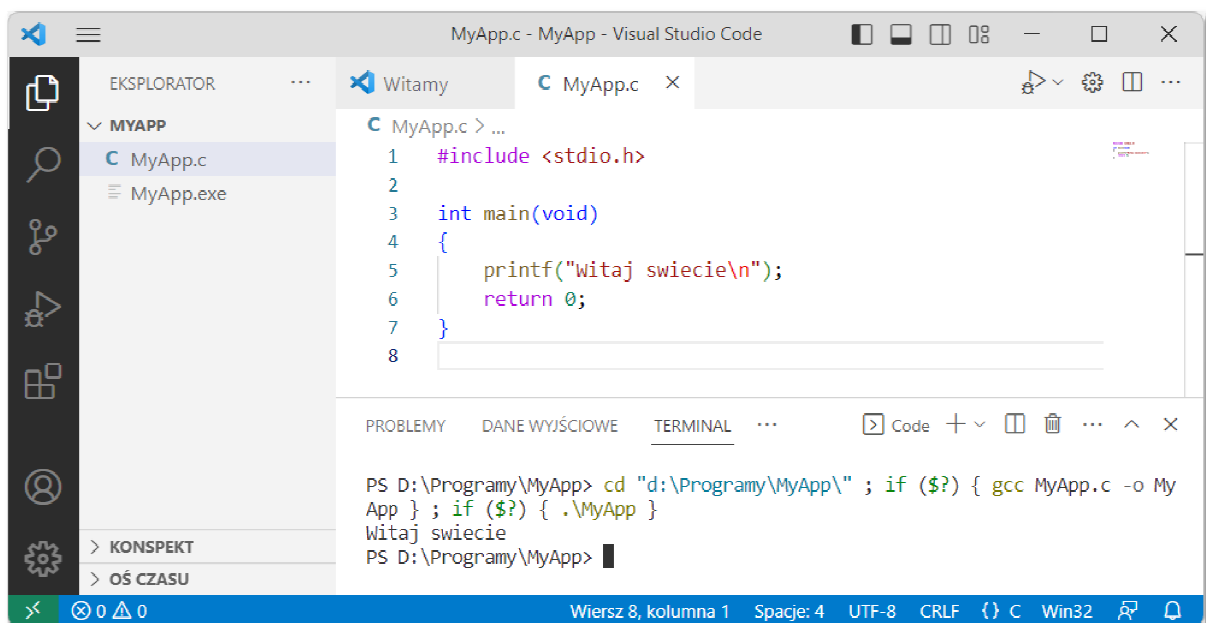 MyApp.c - MyApp - Visual Studio Code
EKSPLORATOR ...
MYAPP
C MyApp.c
MyApp.exe
KONSPEKT
OŚ CZASU
Witamy
C MyApp.c
C MyApp.c > ...
1 #include <stdio.h>
2
3 int main(void)
4 {
5 printf("Witaj swiecie\n");
6 return 0;
7 }
8
PROBLEMY DANE WYJŚCIOWE TERMINAL ... Code
PS D:\Programy\MyApp> cd "d:\Programy\MyApp\" ; if ($?) { gcc MyApp.c -o My
App } ; if ($?) { .\MyApp }
Witaj swiecie
PS D:\Programy\MyApp>
0 0 Wiersz 8, kolumna 1 Spacje: 4 UTF-8 CRLF {} C Win32